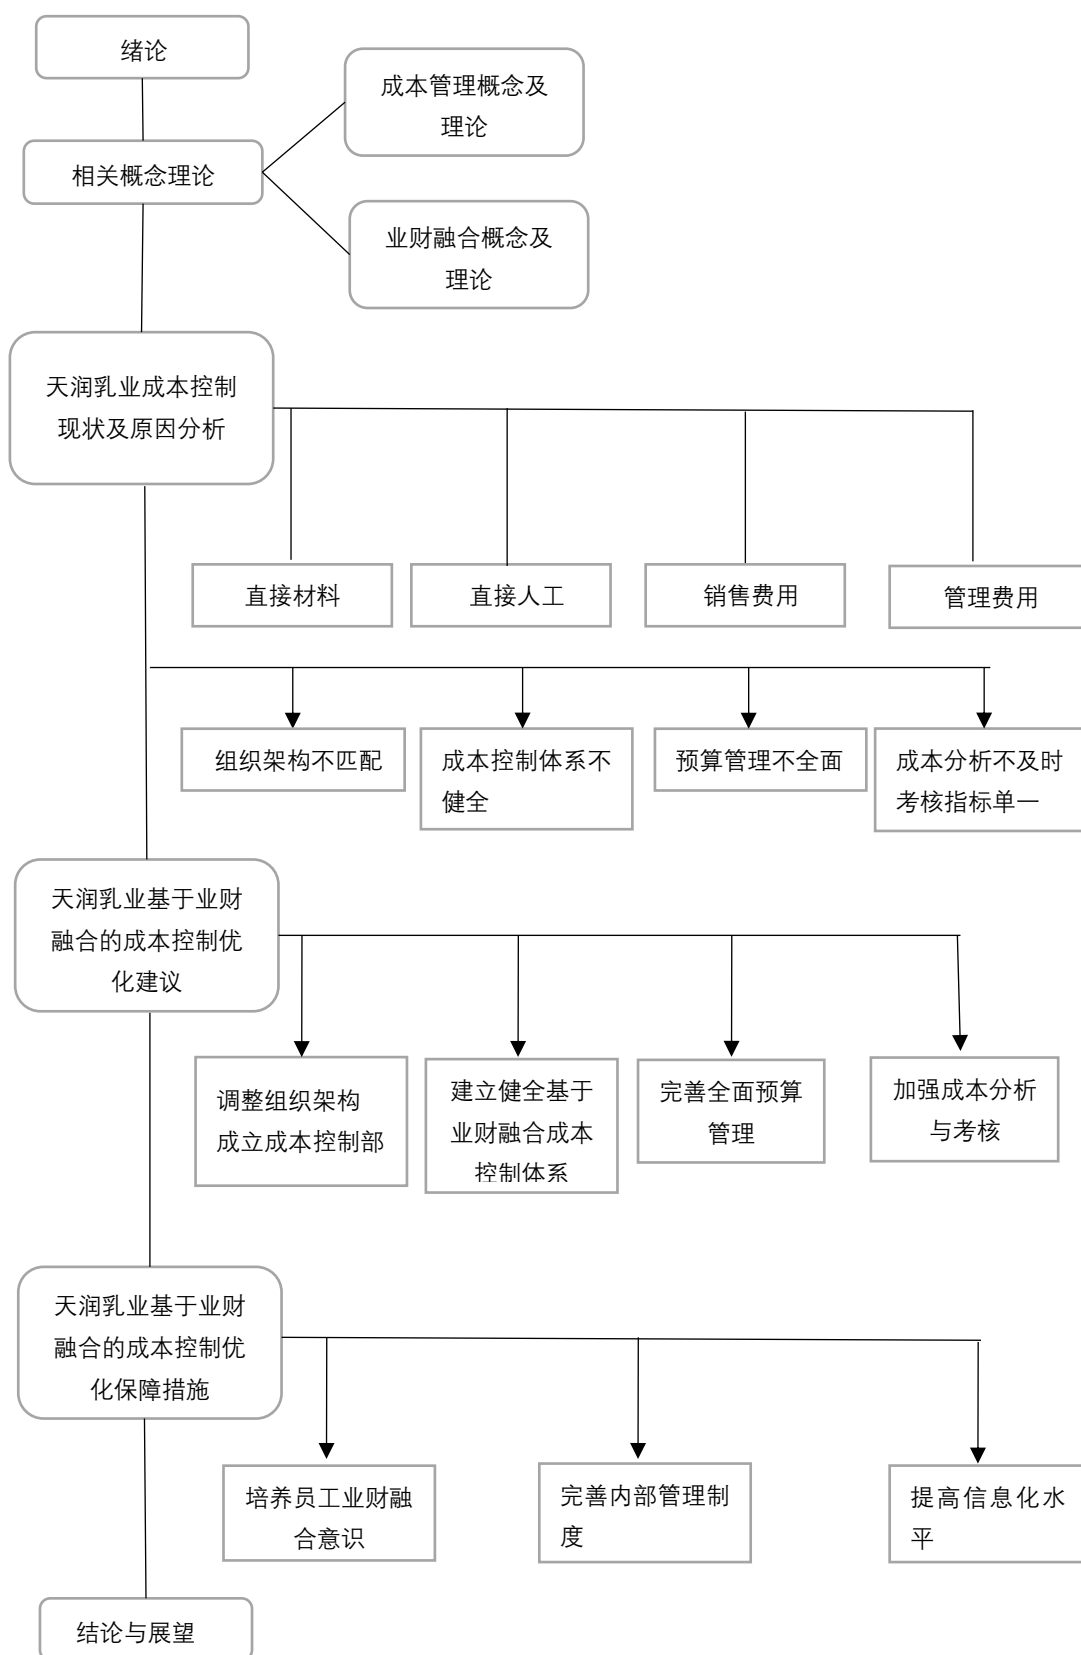 绪论
成本管理概念及
理论
相关概念理论
业财融合概念及
理论
天润乳业成本控制
现状及原因分析
直接材料
直接人工
销售费用
管理费用
组织架构不匹配
成本控制体系不
健全
预算管理不全面
成本分析不及时
考核指标单一
天润乳业基于业财
融合的成本控制优
化建议
调整组织架构
成立成本控制部
建立健全基于
业财融合成本
控制体系
完善全面预算
管理
加强成本分析
与考核
天润乳业基于业财
融合的成本控制优
化保障措施
培养员工业财融
合意识
完善内部管理制
度
提高信息化水
平
结论与展望